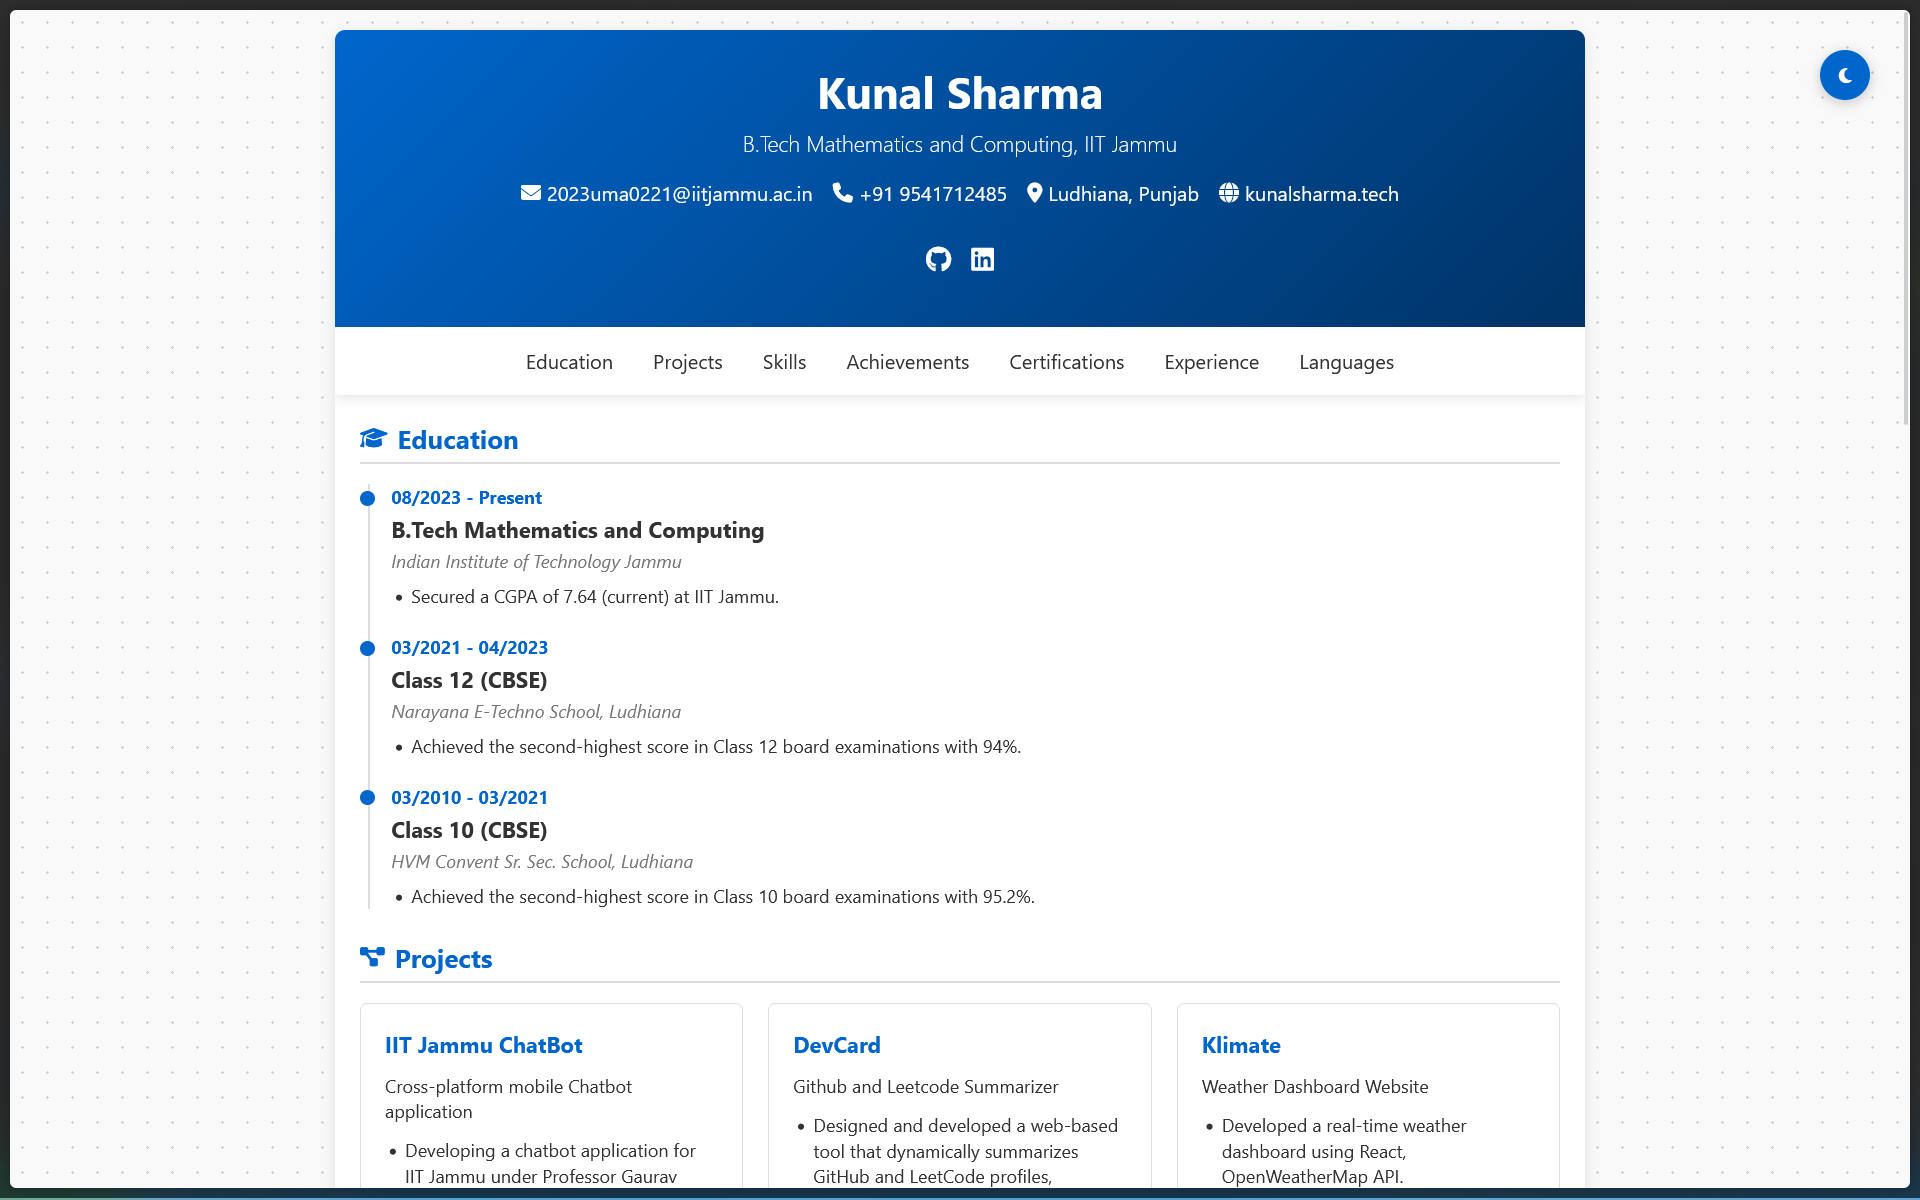 Kunal Sharma
B.Tech Mathematics and Computing, IIT Jammu
2023uma0221@iitjammu.ac.in +91 9541712485 Ludhiana, Punjab kunalsharma.tech
Education Projects Skills Achievements Certifications Experience Languages
Education
08/2023 - Present
B.Tech Mathematics and Computing
Indian Institute of Technology Jammu
• Secured a CGPA of 7.64 (current) at IIT Jammu.
03/2021 - 04/2023
Class 12 (CBSE)
Narayana E-Techno School, Ludhiana
• Achieved the second-highest score in Class 12 board examinations with 94%.
03/2010 - 03/2021
Class 10 (CBSE)
HVM Convent Sr. Sec. School, Ludhiana
• Achieved the second-highest score in Class 10 board examinations with 95.2%.
Projects
IIT Jammu ChatBot
Cross-platform mobile Chatbot
application
• Developing a chatbot application for
IIT Jammu under Professor Gaurav
DevCard
Github and Leetcode Summarizer
• Designed and developed a web-based
tool that dynamically summarizes
GitHub and LeetCode profiles,
Klimate
Weather Dashboard Website
• Developed a real-time weather
dashboard using React,
OpenWeatherMap API.